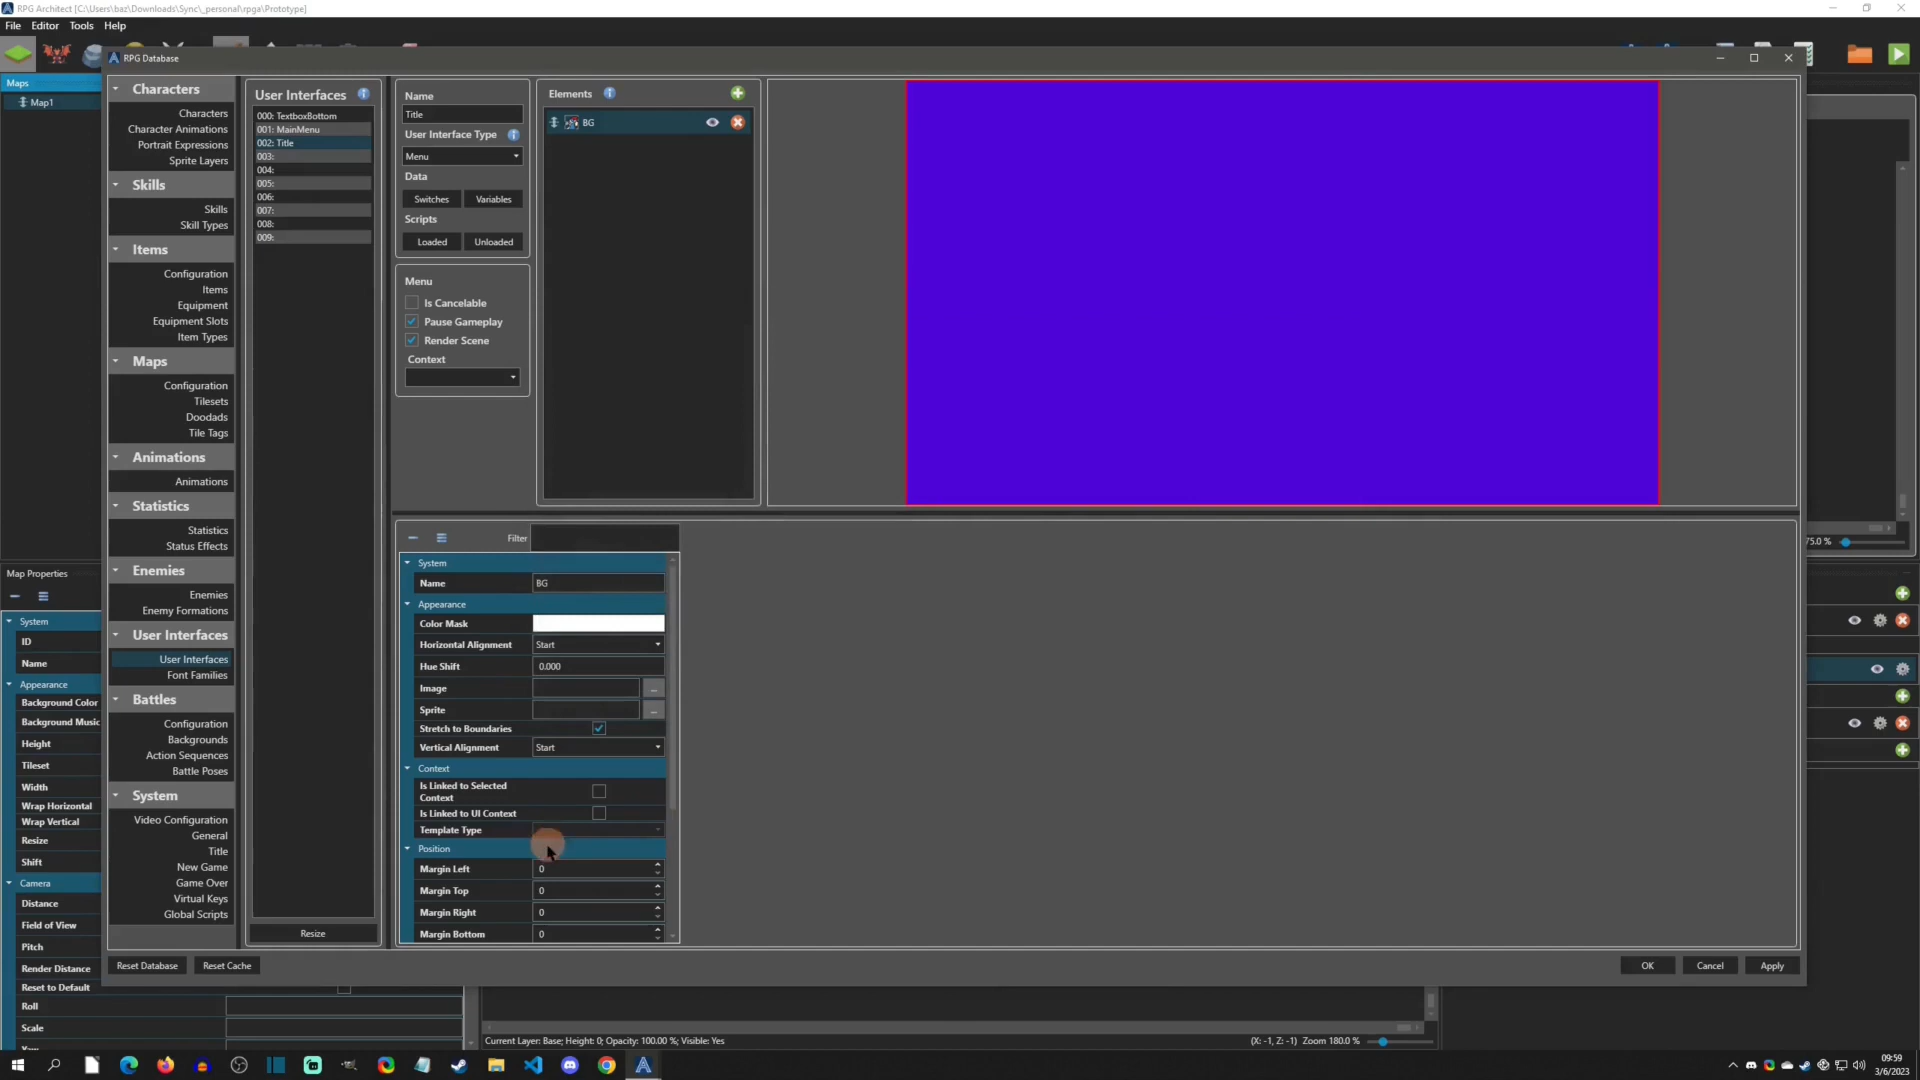 RPG Architect [C:\Users\baz\Downloads\Sync\_personal\rpga\Prototype]
File Editor Tools Help
RPG Database
Maps
Map1
Characters
Characters
Character Animations
Portrait Expressions
Sprite Layers
Skills
Skills
Skill Types
Items
Configuration
Items
Equipment
Equipment Slots
Item Types
Maps
Configuration
Tilesets
Doodads
Tile Tags
Animations
Animations
Statistics
Statistics
Status Effects
Enemies
Enemies
Enemy Formations
User Interfaces
User Interfaces
Font Families
Battles
Configuration
Backgrounds
Action Sequences
Battle Poses
System
Video Configuration
General
Title
New Game
Game Over
Virtual Keys
Global Scripts
User Interfaces
000: TextboxBottom
001: MainMenu
002: Title
003:
004:
005:
006:
007:
008:
009:
Resize
Name
Title
User Interface Type
Menu
Data
Switches Variables
Scripts
Loaded Unloaded
Menu
Is Cancelable
Pause Gameplay
Render Scene
Context
Elements
BG
Filter
System
Name BG
Appearance
Color Mask
Horizontal Alignment Start
Hue Shift 0.000
Image ...
Sprite ...
Stretch to Boundaries
Vertical Alignment Start
Context
Is Linked to Selected
Context
Is Linked to UI Context
Template Type
Position
Margin Left 0
Margin Top 0
Margin Right 0
Margin Bottom 0
Reset Database Reset Cache
OK Cancel Apply
75.0 %
Map Properties
System
ID
Name
Appearance
Background Color
Background Music
Height
Tileset
Width
Wrap Horizontal
Wrap Vertical
Resize
Shift
Camera
Distance
Field of View
Pitch
Render Distance
Reset to Default
Roll
Scale
Current Layer: Base; Height: 0; Opacity: 100.00 %; Visible: Yes
(X: -1, Z: -1) Zoom 180.0 %
09:59
3/6/2023